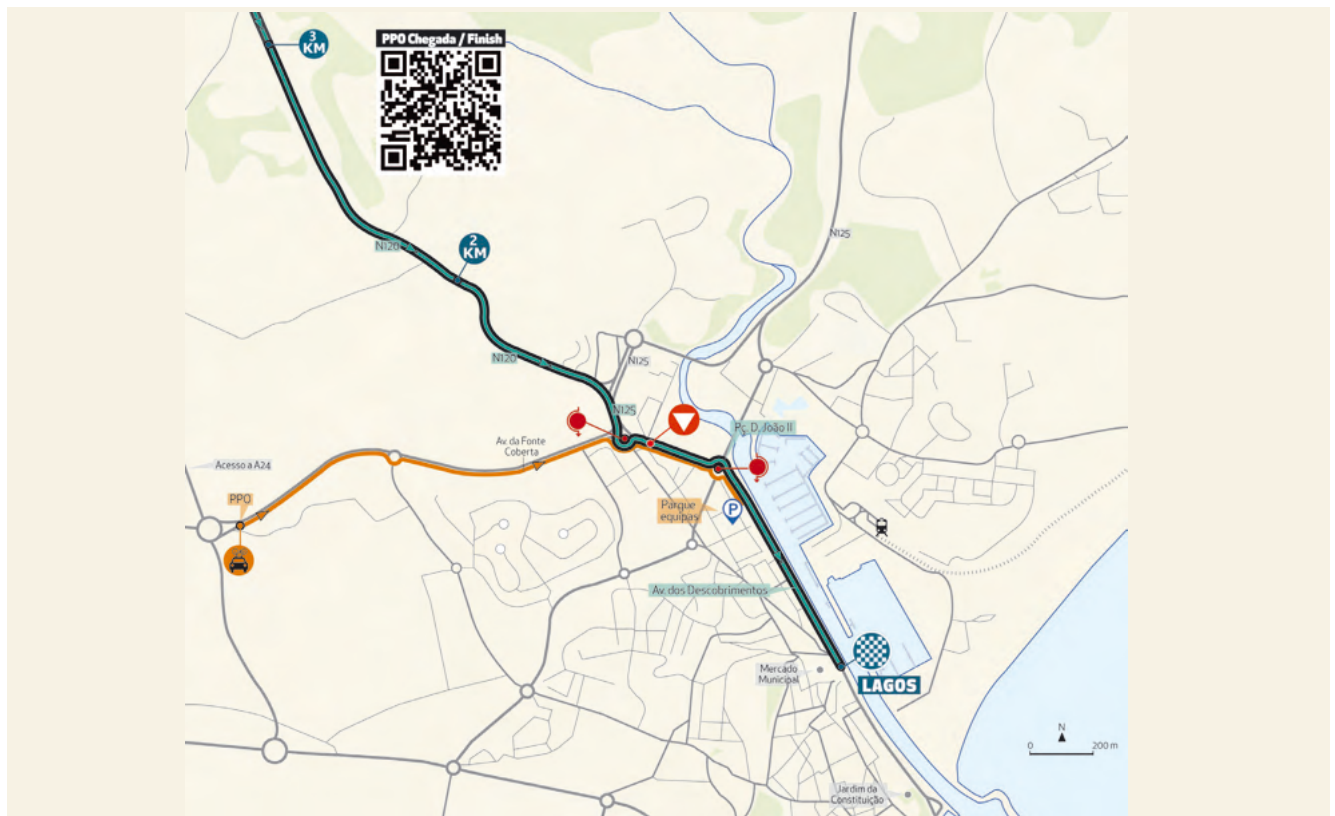 3
KM
PPO Chegada / Finish
N125
N120
2
KM
N120
N125
N125
Pç. D. João II
Av. da Fonte
Coberta
Acesso a A24
PPO
Parque
equipas
P
Av. dos Descobrimentos
Mercado
Municipal
LAGOS
N
0 200 m
Jardim da
Constituição